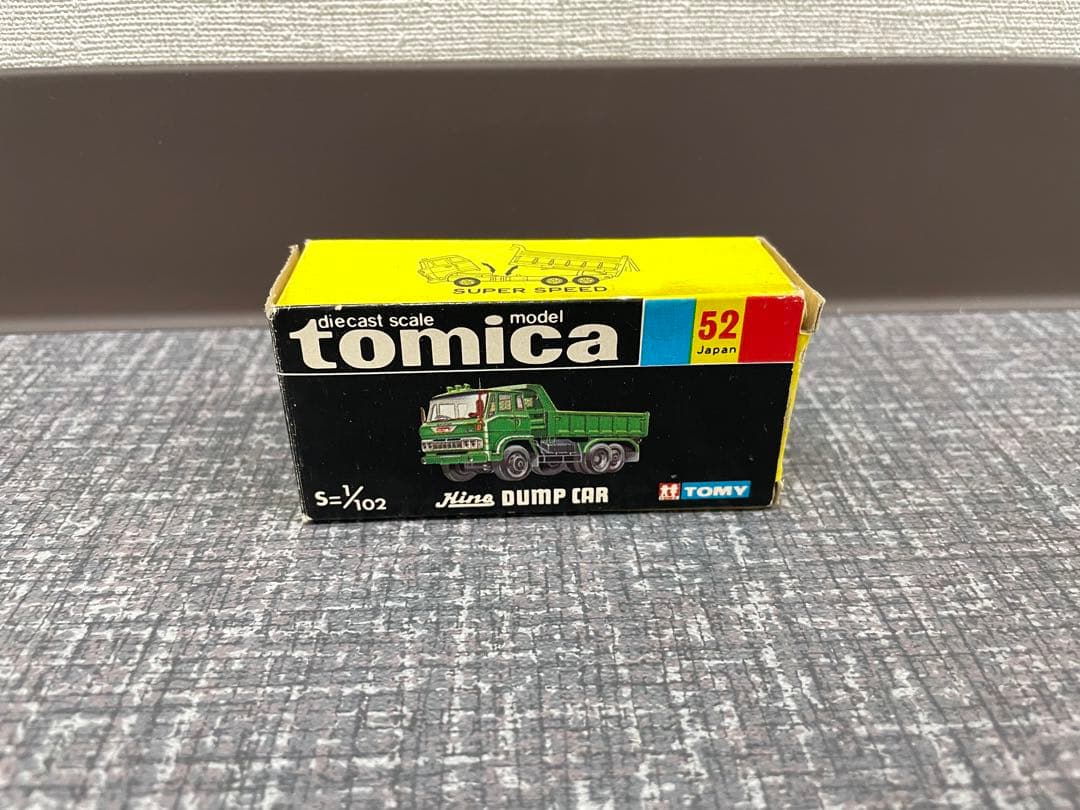 SUPER SPEED
diecast scale model
tomica
52
Japan
S=1/102
Hino DUMP CAR
TOMY